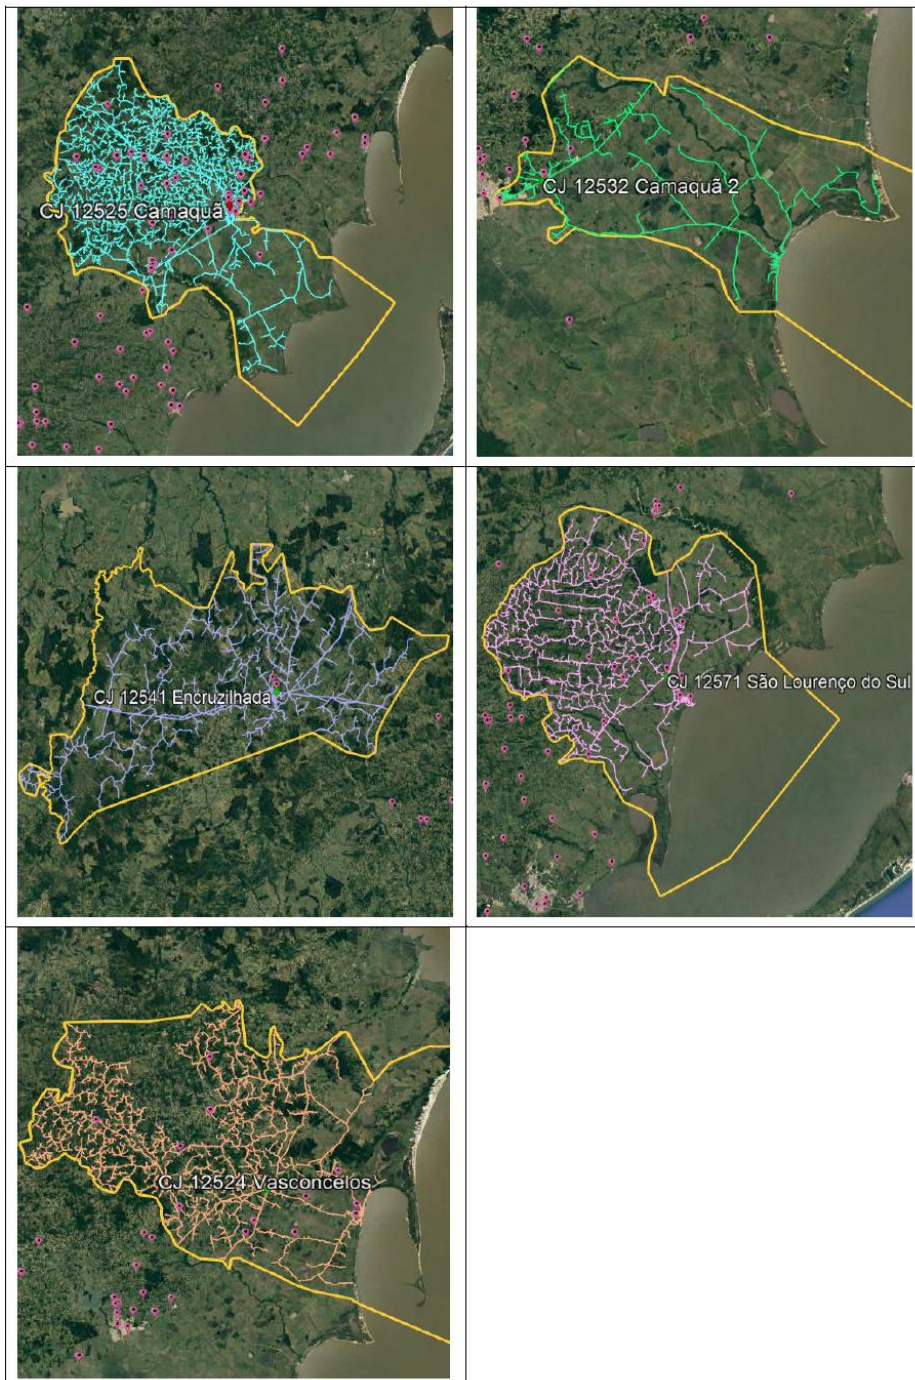 CJ 12525 Camaquã
CJ 12532 Camaquã 2
CJ 12541 Encruzilhada
CJ 12571 São Lourenço do Sul
CJ 12524 Vasconcelos